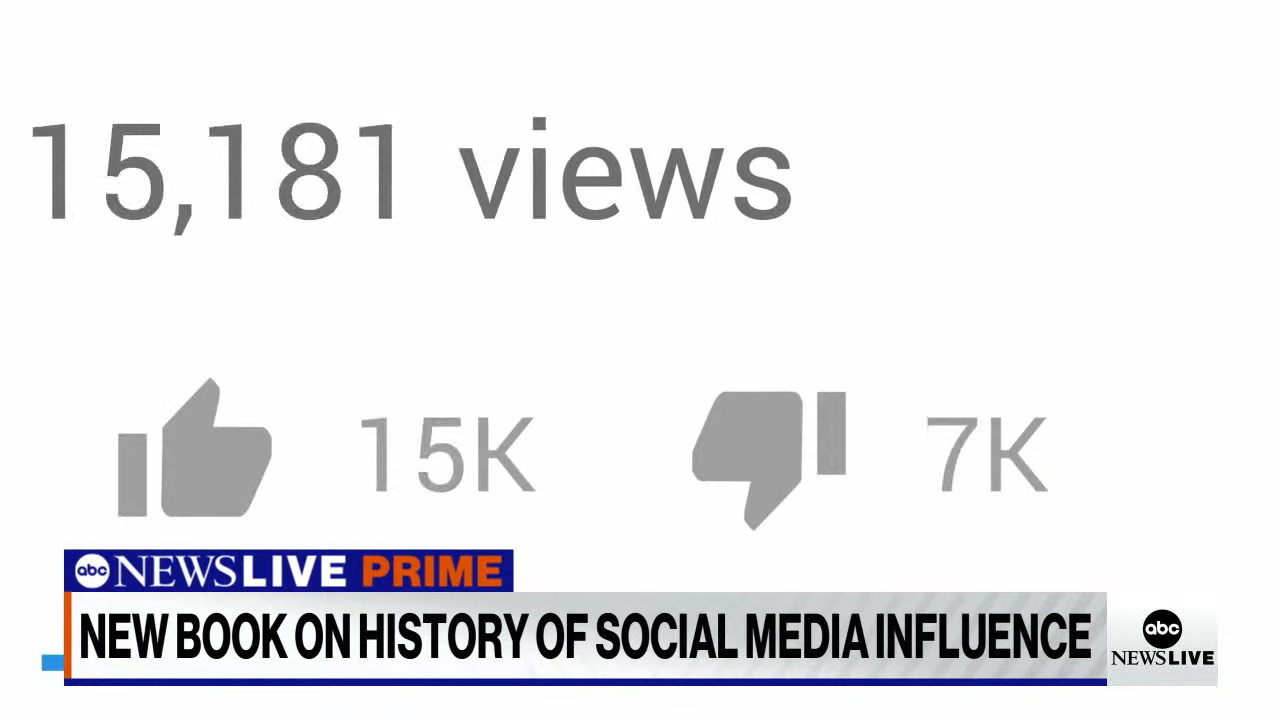 15,181 views
15K 7K
abc NEWS LIVE PRIME
NEW BOOK ON HISTORY OF SOCIAL MEDIA INFLUENCE
abc
NEWS LIVE